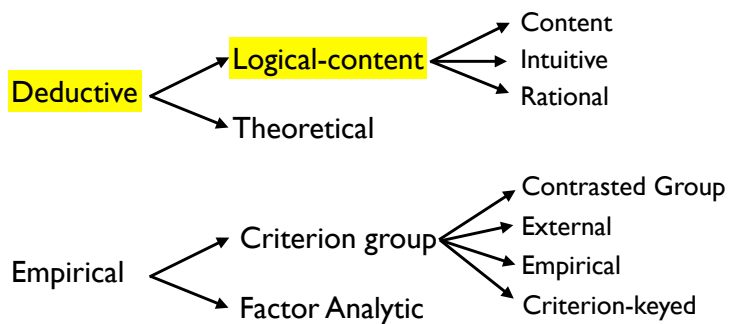 Deductive
Logical-content
Content
Intuitive
Rational
Theoretical
Empirical
Criterion group
Contrasted Group
External
Empirical
Criterion-keyed
Factor Analytic